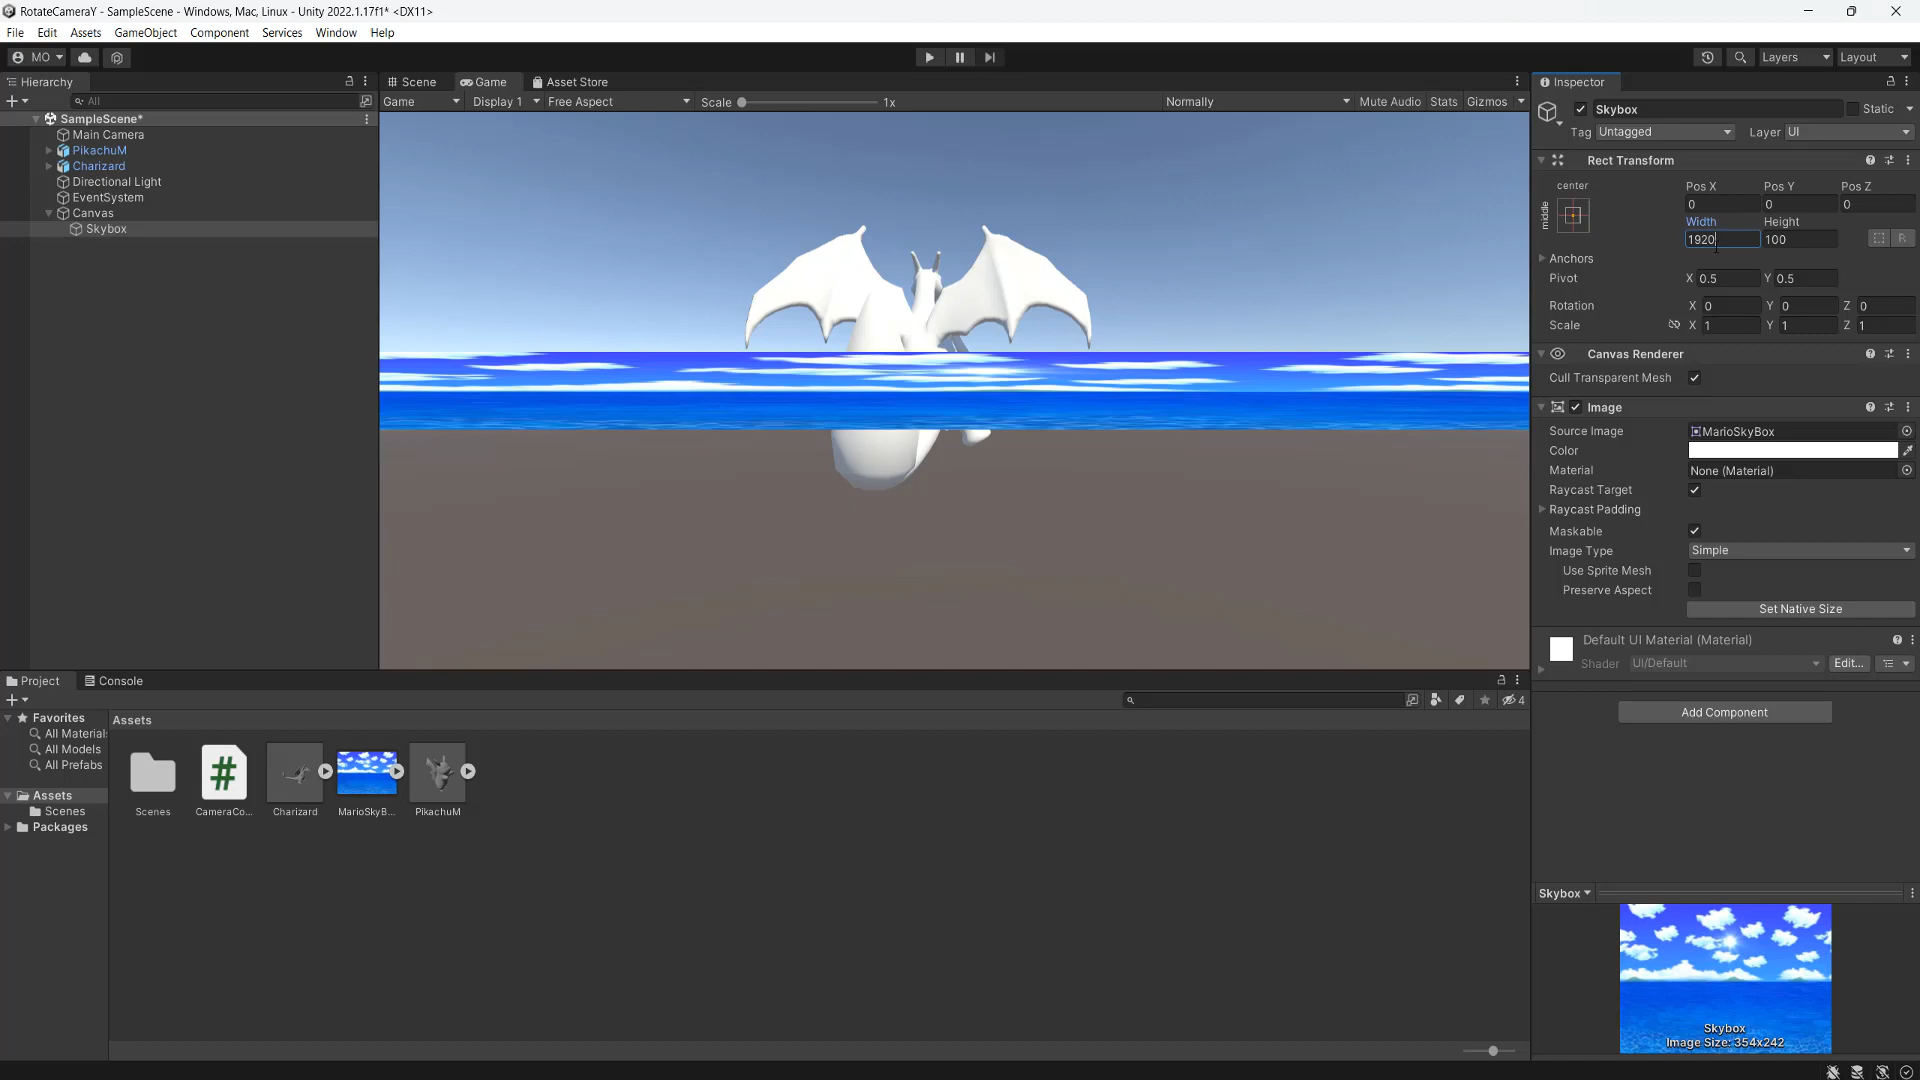 RotateCameraY - SampleScene - Windows, Mac, Linux - Unity 2022.1.17f1* <DX11>
File Edit Assets GameObject Component Services Window Help
MO Layers Layout
Hierarchy Scene Game Asset Store Inspector
All Game Display 1 Free Aspect Scale 1x Normally Mute Audio Stats Gizmos
SampleScene*
Main Camera
PikachuM
Charizard
Directional Light
EventSystem
Canvas
Skybox
Skybox Static
Tag Untagged Layer UI
Rect Transform
center
middle
Pos X Pos Y Pos Z
0 0 0
Width Height
1920 100 R
Anchors
Pivot X 0.5 Y 0.5
Rotation X 0 Y 0 Z 0
Scale X 1 Y 1 Z 1
Canvas Renderer
Cull Transparent Mesh
Image
Source Image MarioSkyBox
Color
Material None (Material)
Raycast Target
Raycast Padding
Maskable
Image Type Simple
Use Sprite Mesh
Preserve Aspect
Set Native Size
Default UI Material (Material)
Shader UI/Default Edit...
Add Component
Project Console
4
Favorites
All Material
All Models
All Prefabs
Assets
Scenes
Packages
Assets
#
Scenes CameraCo... Charizard MarioSkyB... PikachuM
Skybox
Skybox
Image Size: 354x242